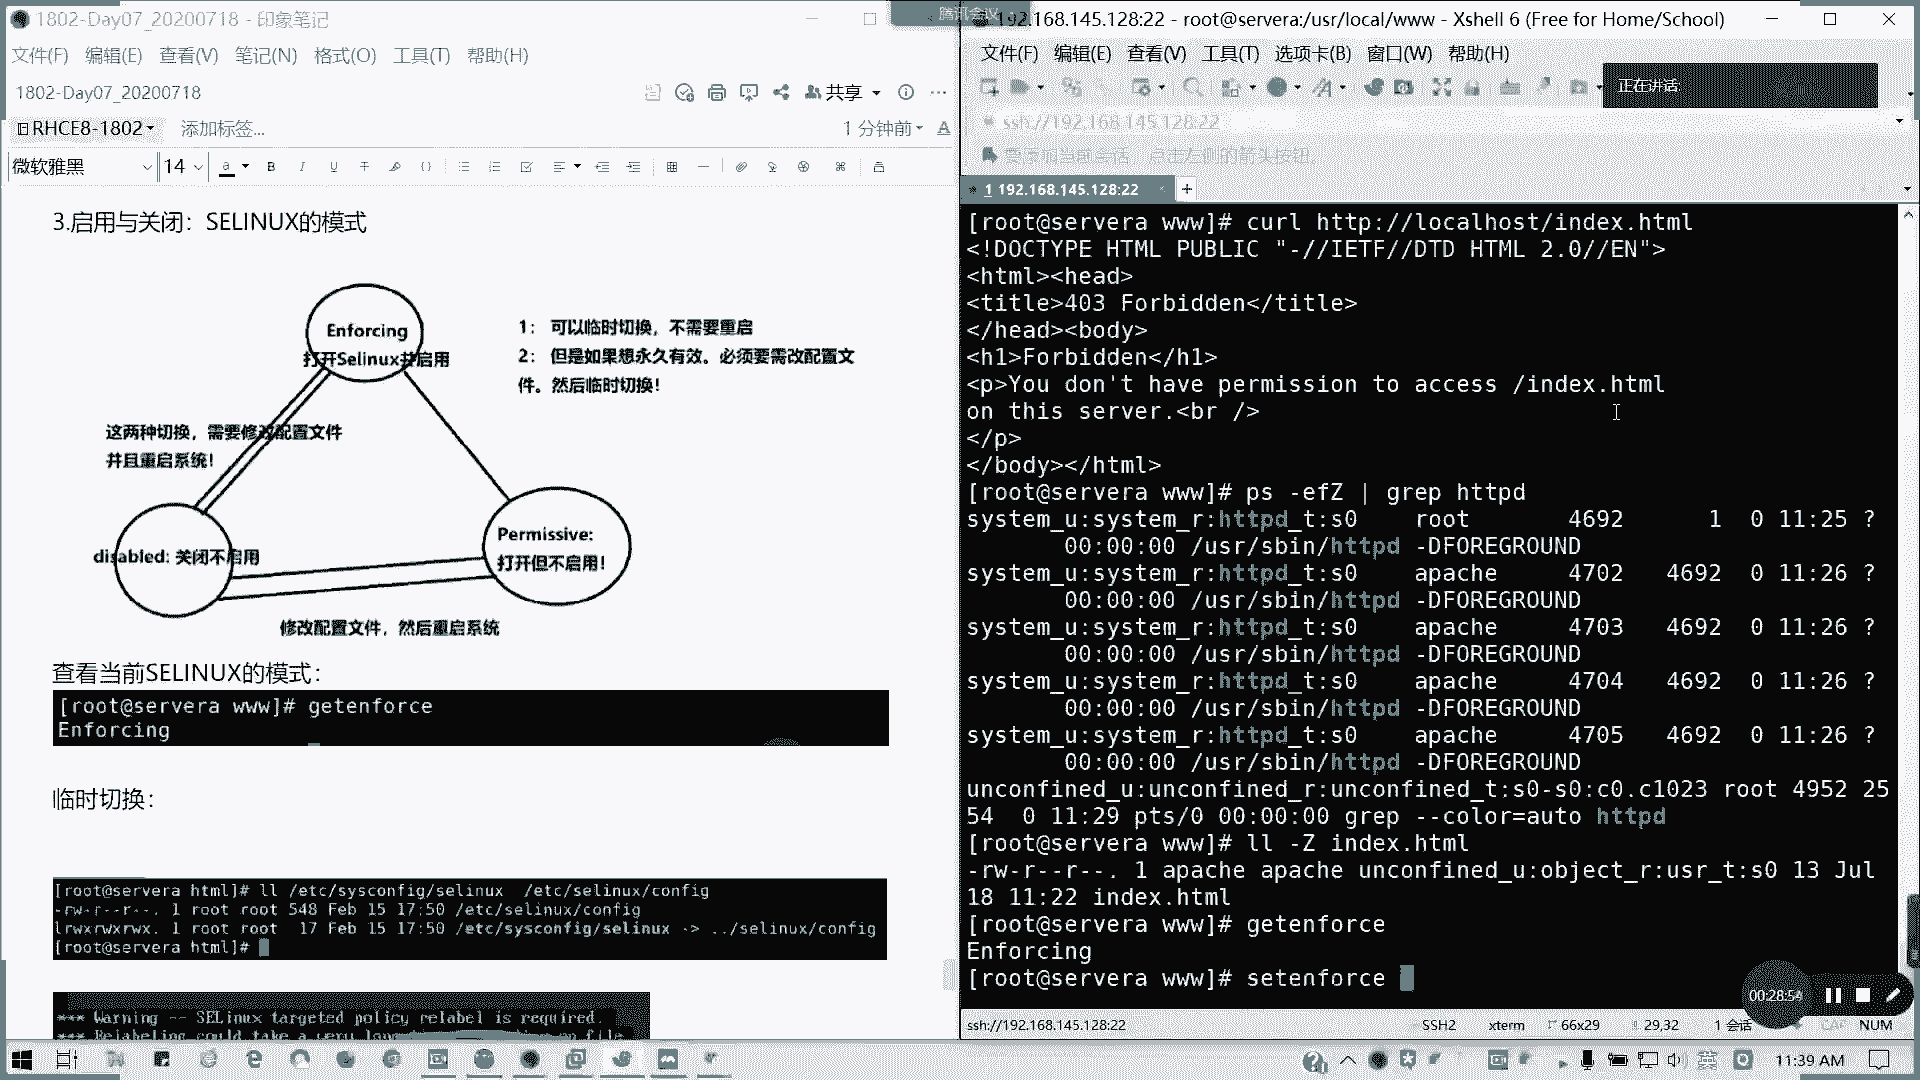 1802-Day07_20200718 - 印象笔记
文件(F) 编辑(E) 查看(V) 笔记(N) 格式(O) 工具(T) 帮助(H)
1802-Day07_20200718
共享
RHCE8-1802 添加标签...
1 分钟前
微软雅黑 14
3.启用与关闭：SELINUX的模式
Enforcing
打开Selinux并启用
1： 可以临时切换，不需要重启
2： 但是如果想永久有效。必须要需改配置文
件。然后临时切换！
这两种切换，需要修改配置文件
并且重启系统！
disabled: 关闭不启用
Permissive:
打开但不启用！
修改配置文件，然后重启系统
查看当前SELINUX的模式：
[root@servera www]# getenforce
Enforcing
临时切换：
[root@servera html]# ll /etc/sysconfig/selinux  /etc/selinux/config
-rw-r--r--. 1 root root 548 Feb 15 17:50 /etc/selinux/config
lrwxrwxrwx. 1 root root  17 Feb 15 17:50 /etc/sysconfig/selinux -> ../selinux/config
[root@servera html]#
*** Warning -- SELinux targeted policy relabel is required.
腾讯会议
192.168.145.128:22 - root@servera:/usr/local/www - Xshell 6 (Free for Home/School)
文件(F) 编辑(E) 查看(V) 工具(T) 选项卡(B) 窗口(W) 帮助(H)
正在讲话:
ssh://192.168.145.128:22
要添加当前会话，点击左侧的箭头按钮。
1 192.168.145.128:22
[root@servera www]# curl http://localhost/index.html
<!DOCTYPE HTML PUBLIC "-//IETF//DTD HTML 2.0//EN">
<html><head>
<title>403 Forbidden</title>
</head><body>
<h1>Forbidden</h1>
<p>You don't have permission to access /index.html
on this server.<br />
</p>
</body></html>
[root@servera www]# ps -efZ | grep httpd
system_u:system_r:httpd_t:s0    root       4692      1  0 11:25 ?
00:00:00 /usr/sbin/httpd -DFOREGROUND
system_u:system_r:httpd_t:s0    apache     4702   4692  0 11:26 ?
00:00:00 /usr/sbin/httpd -DFOREGROUND
system_u:system_r:httpd_t:s0    apache     4703   4692  0 11:26 ?
00:00:00 /usr/sbin/httpd -DFOREGROUND
system_u:system_r:httpd_t:s0    apache     4704   4692  0 11:26 ?
00:00:00 /usr/sbin/httpd -DFOREGROUND
system_u:system_r:httpd_t:s0    apache     4705   4692  0 11:26 ?
00:00:00 /usr/sbin/httpd -DFOREGROUND
unconfined_u:unconfined_r:unconfined_t:s0-s0:c0.c1023 root 4952 25
54  0 11:29 pts/0 00:00:00 grep --color=auto httpd
[root@servera www]# ll -Z index.html
-rw-r--r--. 1 apache apache unconfined_u:object_r:usr_t:s0 13 Jul
18 11:22 index.html
[root@servera www]# getenforce
Enforcing
[root@servera www]# setenforce
00:28:54
ssh://192.168.145.128:22 SSH2 xterm 66x29 29,32 1 会话 CAP NUM
11:39 AM